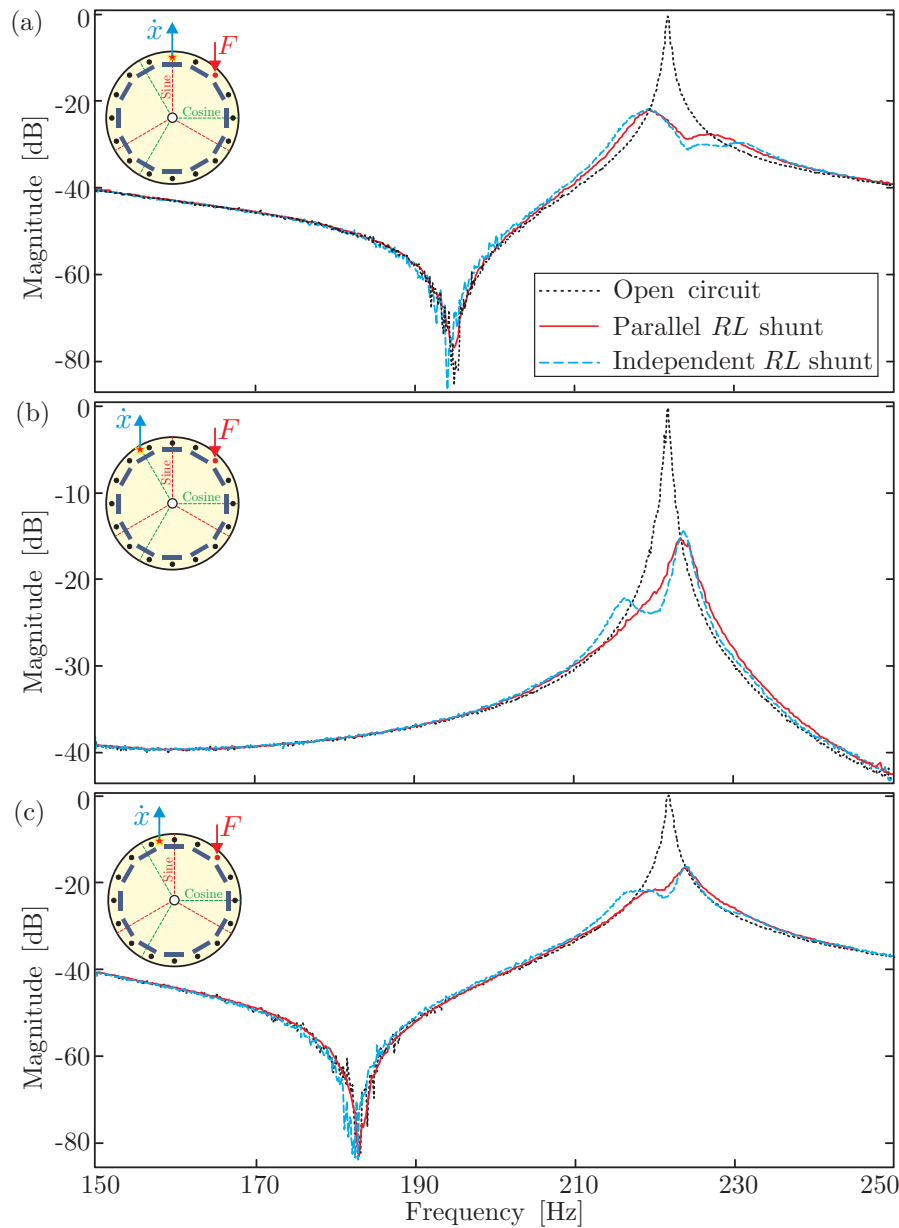 (a)
ẋ
F
Sine
Cosine
Magnitude [dB]
0
-20
-40
-60
-80
Open circuit
Parallel RL shunt
Independent RL shunt
(b)
ẋ
F
Sine
Cosine
Magnitude [dB]
0
-10
-20
-30
-40
(c)
ẋ
F
Sine
Cosine
Magnitude [dB]
0
-20
-40
-60
-80
150 170 190 210 230 250
Frequency [Hz]